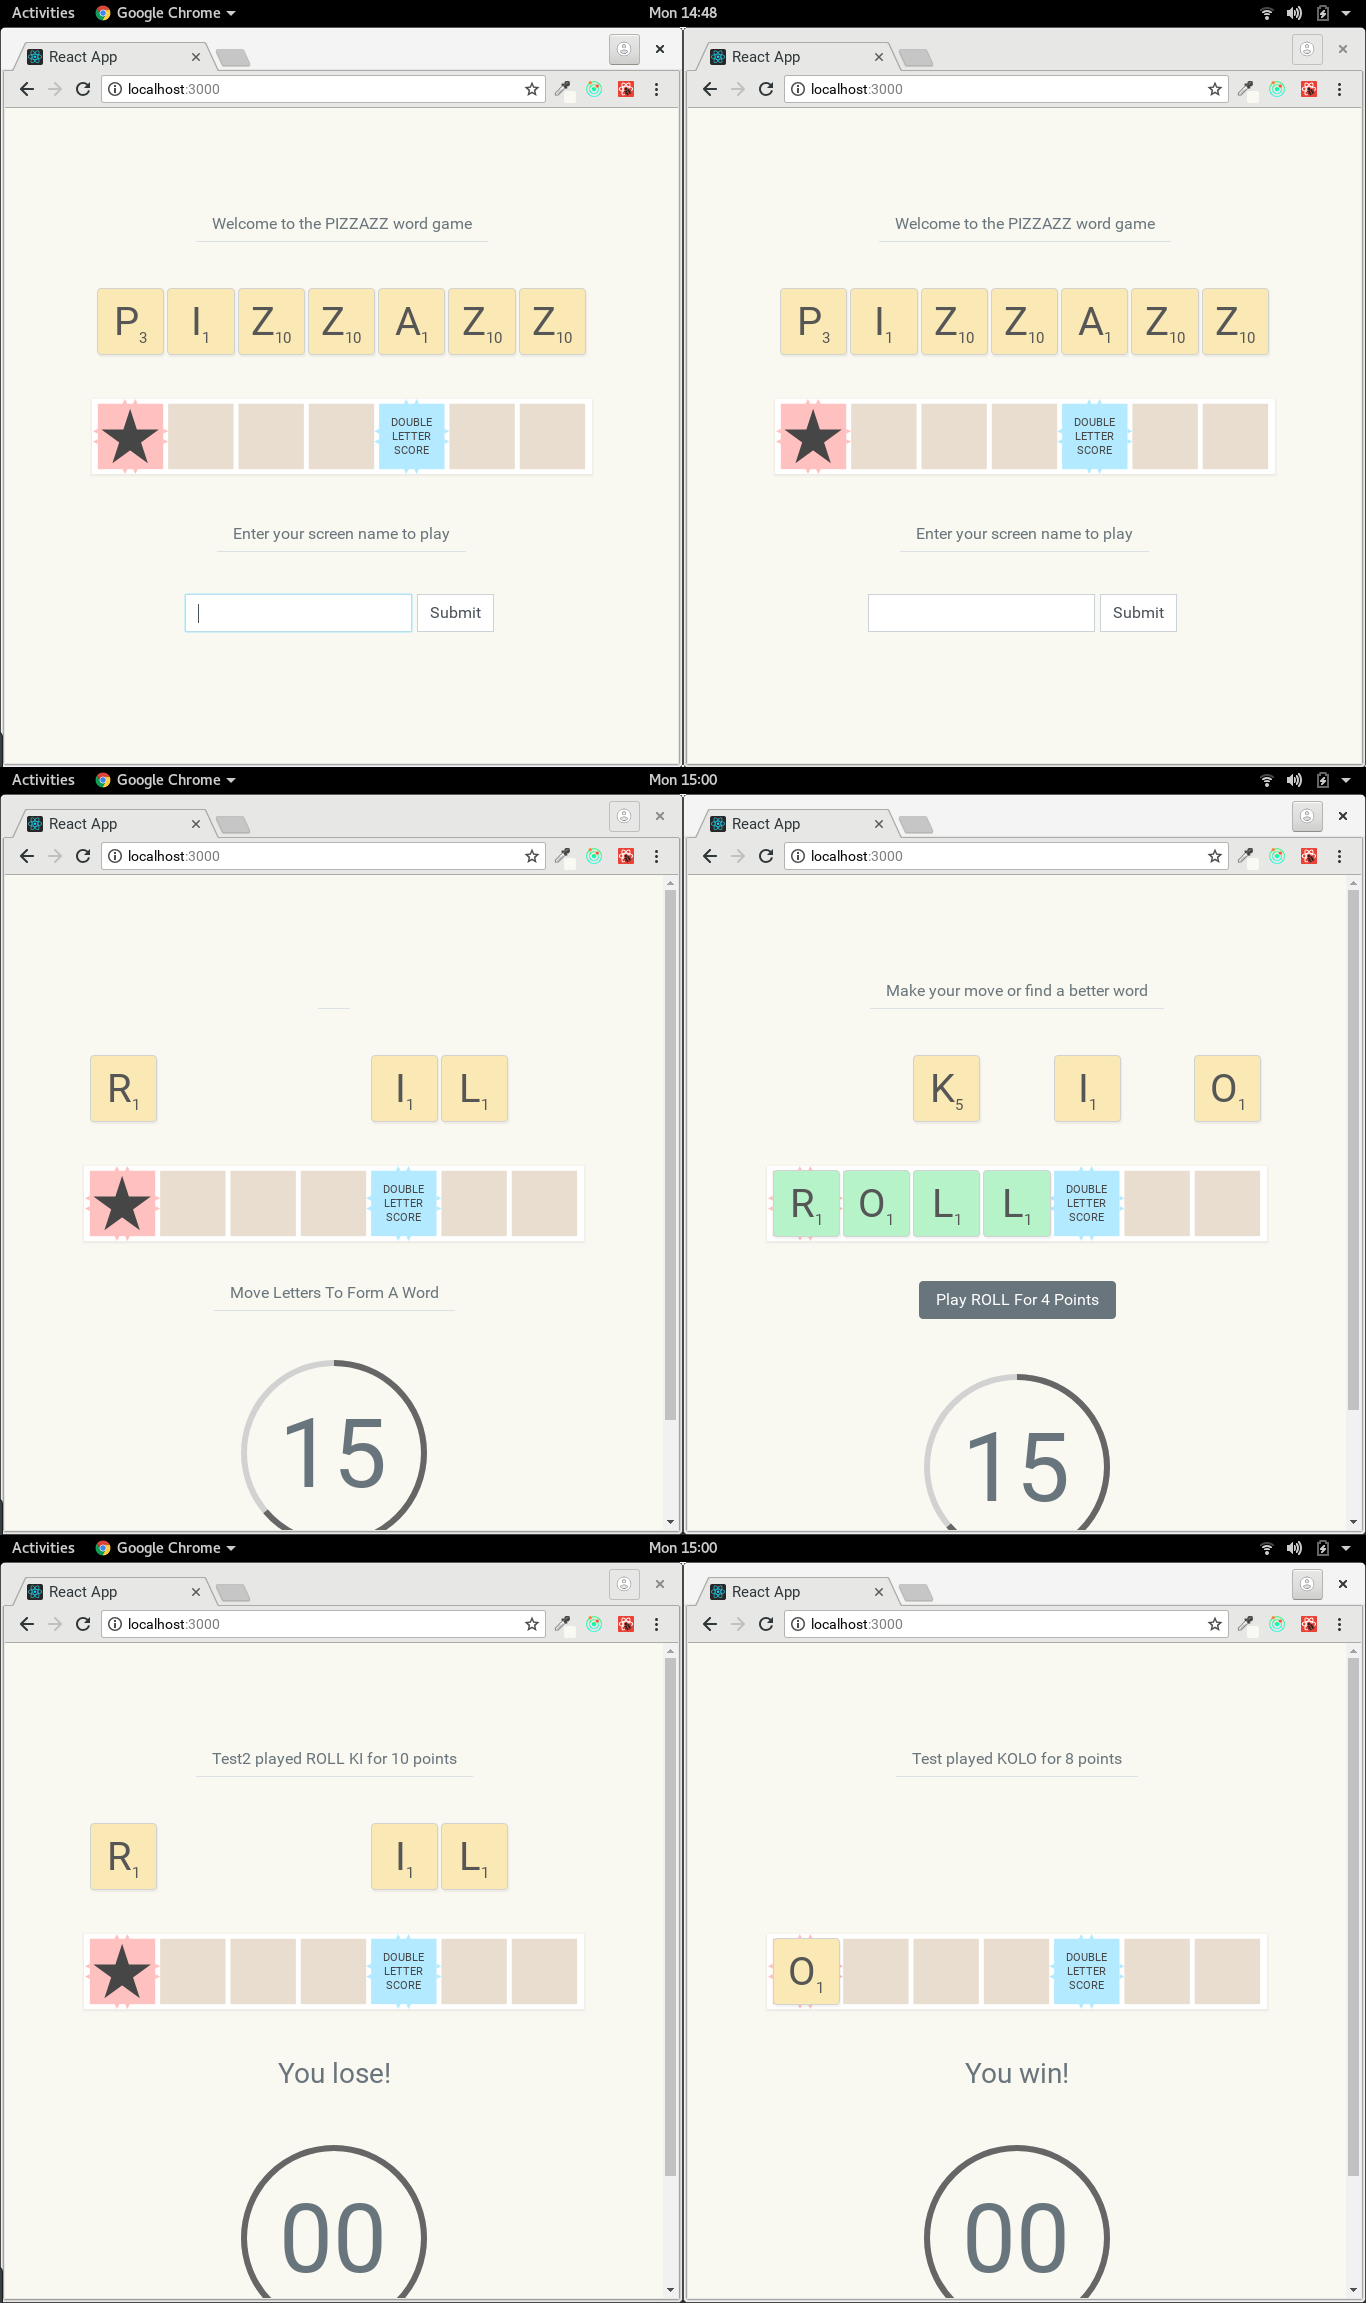 Activities Google Chrome Mon 14:48
React App
localhost:3000
Welcome to the PIZZAZZ word game
P3 I1 Z10 Z10 A1 Z10 Z10
DOUBLE
LETTER
SCORE
Enter your screen name to play
Submit
React App
localhost:3000
Welcome to the PIZZAZZ word game
P3 I1 Z10 Z10 A1 Z10 Z10
DOUBLE
LETTER
SCORE
Enter your screen name to play
Submit
Activities Google Chrome Mon 15:00
React App
localhost:3000
R1 I1 L1
DOUBLE
LETTER
SCORE
Move Letters To Form A Word
15
React App
localhost:3000
Make your move or find a better word
K5 I1 O1
R1 O1 L1 L1
DOUBLE
LETTER
SCORE
Play ROLL For 4 Points
15
Activities Google Chrome Mon 15:00
React App
localhost:3000
Test2 played ROLL KI for 10 points
R1 I1 L1
DOUBLE
LETTER
SCORE
You lose!
00
React App
localhost:3000
Test played KOLO for 8 points
O1
DOUBLE
LETTER
SCORE
You win!
00